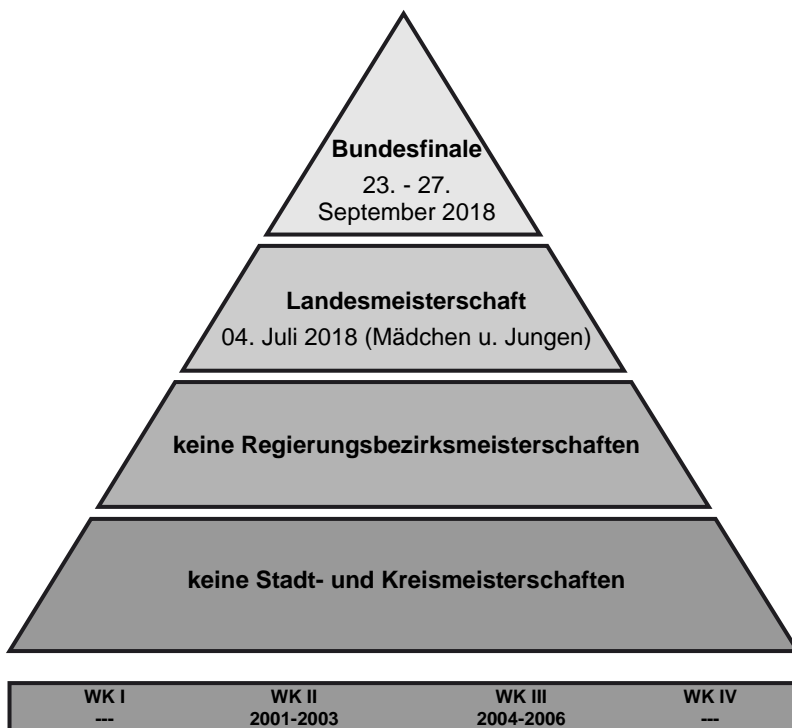 Bundesfinale
23. - 27.
September 2018
Landesmeisterschaft
04. Juli 2018 (Mädchen u. Jungen)
keine Regierungsbezirksmeisterschaften
keine Stadt- und Kreismeisterschaften
WK I WK II WK III WK IV
--- 2001-2003 2004-2006 ---